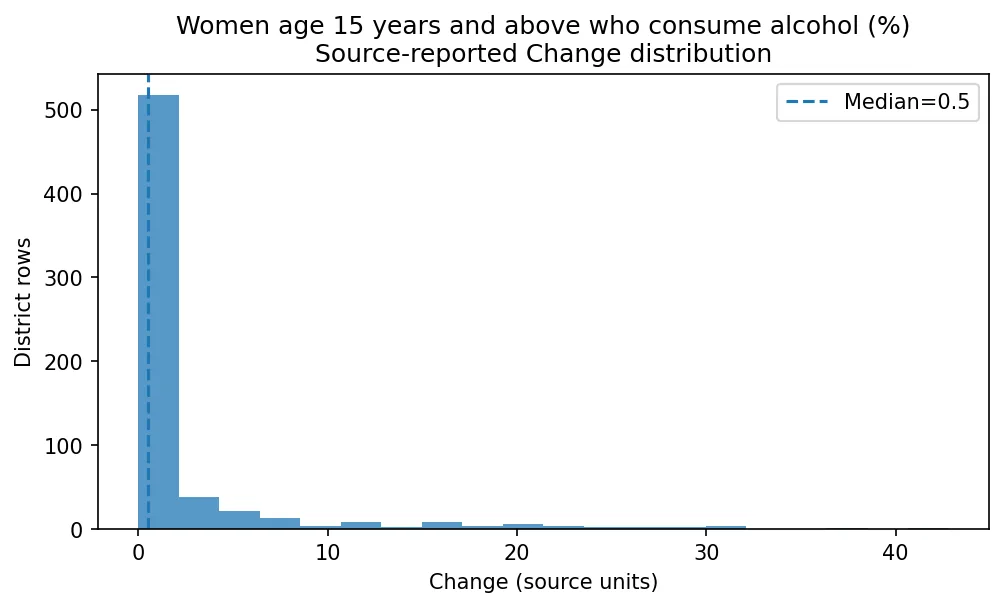 Women age 15 years and above who consume alcohol (%)
Source-reported Change distribution
Median=0.5
District rows
500
400
300
200
100
0
0 10 20 30 40
Change (source units)